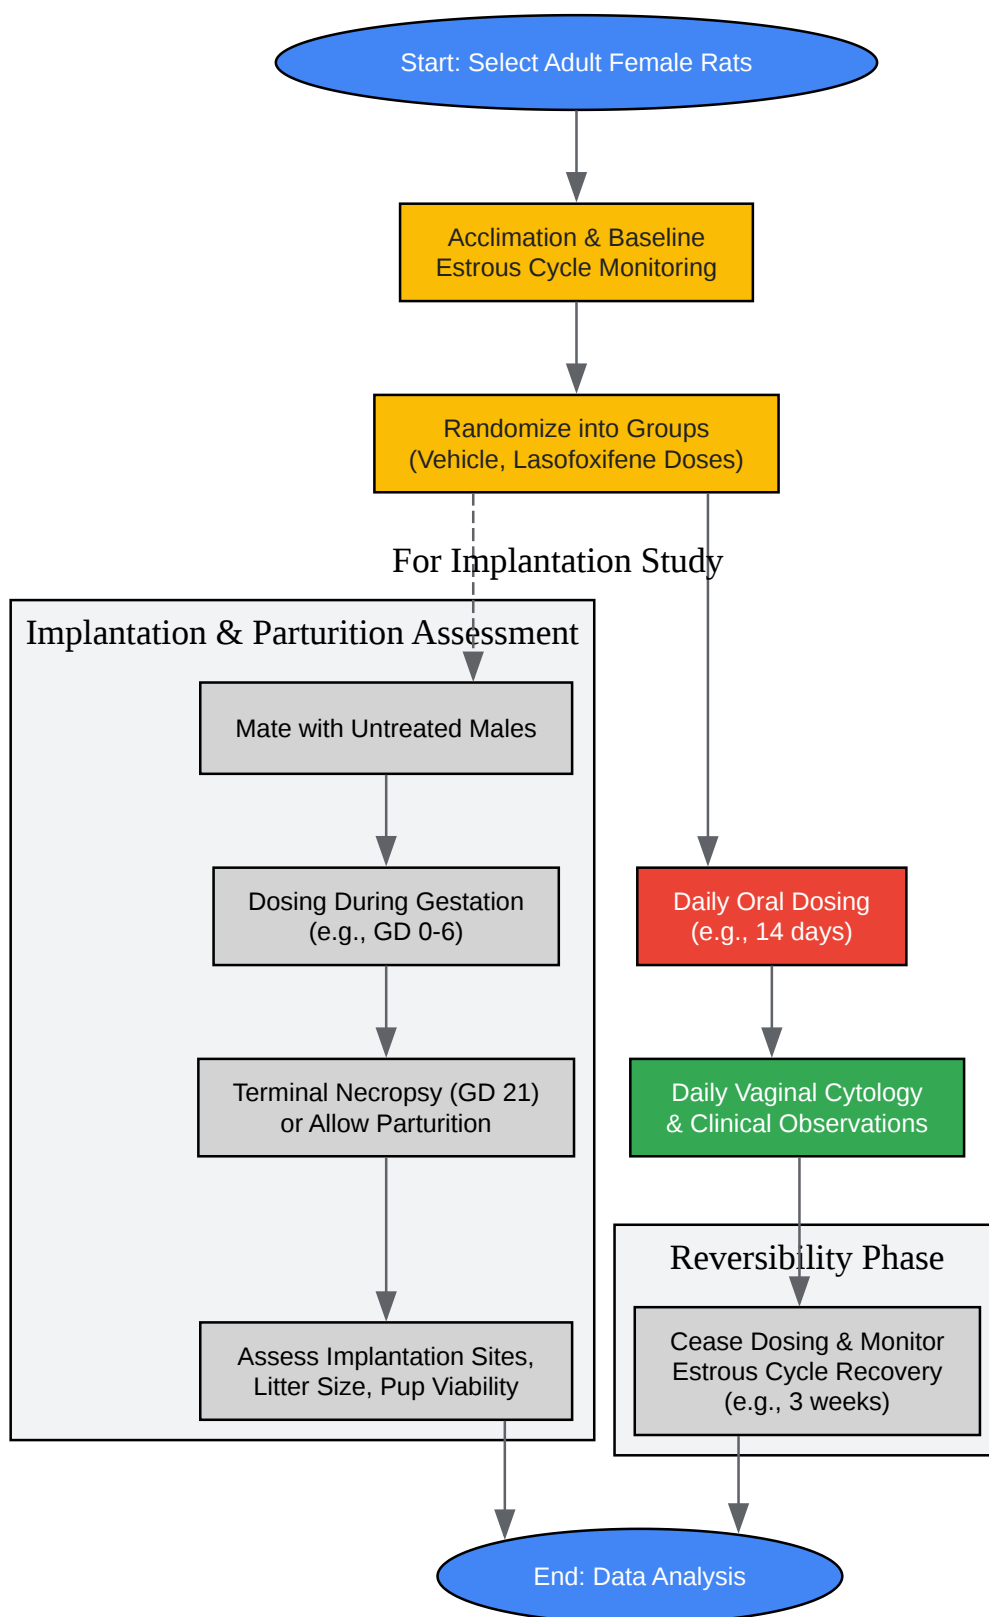 Start: Select Adult Female Rats
Acclimation & Baseline
Estrous Cycle Monitoring
Randomize into Groups
(Vehicle, Lasofoxifene Doses)
For Implantation Study
Implantation & Parturition Assessment
Mate with Untreated Males
Dosing During Gestation
(e.g., GD 0-6)
Terminal Necropsy (GD 21)
or Allow Parturition
Assess Implantation Sites,
Litter Size, Pup Viability
Daily Oral Dosing
(e.g., 14 days)
Daily Vaginal Cytology
& Clinical Observations
Reversibility Phase
Cease Dosing & Monitor
Estrous Cycle Recovery
(e.g., 3 weeks)
End: Data Analysis